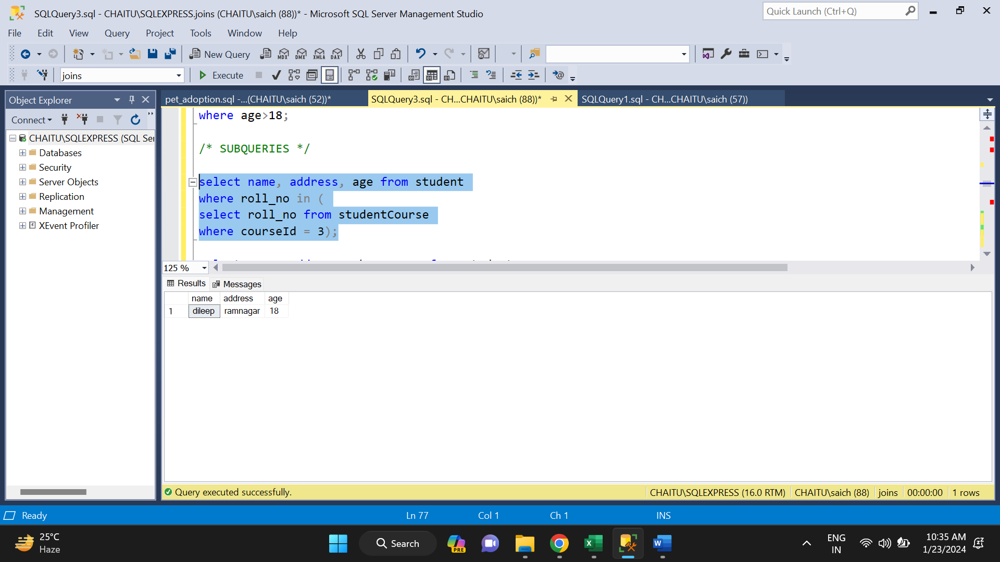 SQLQuery3.sql - CHAITU\SQLEXPRESS.joins (CHAITU\saich (88))* - Microsoft SQL Server Management Studio
Quick Launch (Ctrl+Q)
File Edit View Query Project Tools Window Help
New Query MDX DMX XMLA DAX
joins Execute
Object Explorer
pet_adoption.sql -...(CHAITU\saich (52))*
SQLQuery3.sql - CH...CHAITU\saich (88))*
SQLQuery1.sql - CH...CHAITU\saich (57))
Connect
CHAITU\SQLEXPRESS (SQL Ser
Databases
Security
Server Objects
Replication
Management
XEvent Profiler
where age>18;
/* SUBQUERIES */
select name, address, age from student
where roll_no in (
select roll_no from studentCourse
where courseId = 3);
125 %
Results Messages
name address age
1 dileep ramnagar 18
Query executed successfully.
CHAITU\SQLEXPRESS (16.0 RTM) CHAITU\saich (88) joins 00:00:00 1 rows
Ready Ln 77 Col 1 Ch 1 INS
25°C
Haze
Search
PRE
ENG
IN
10:35 AM
1/23/2024